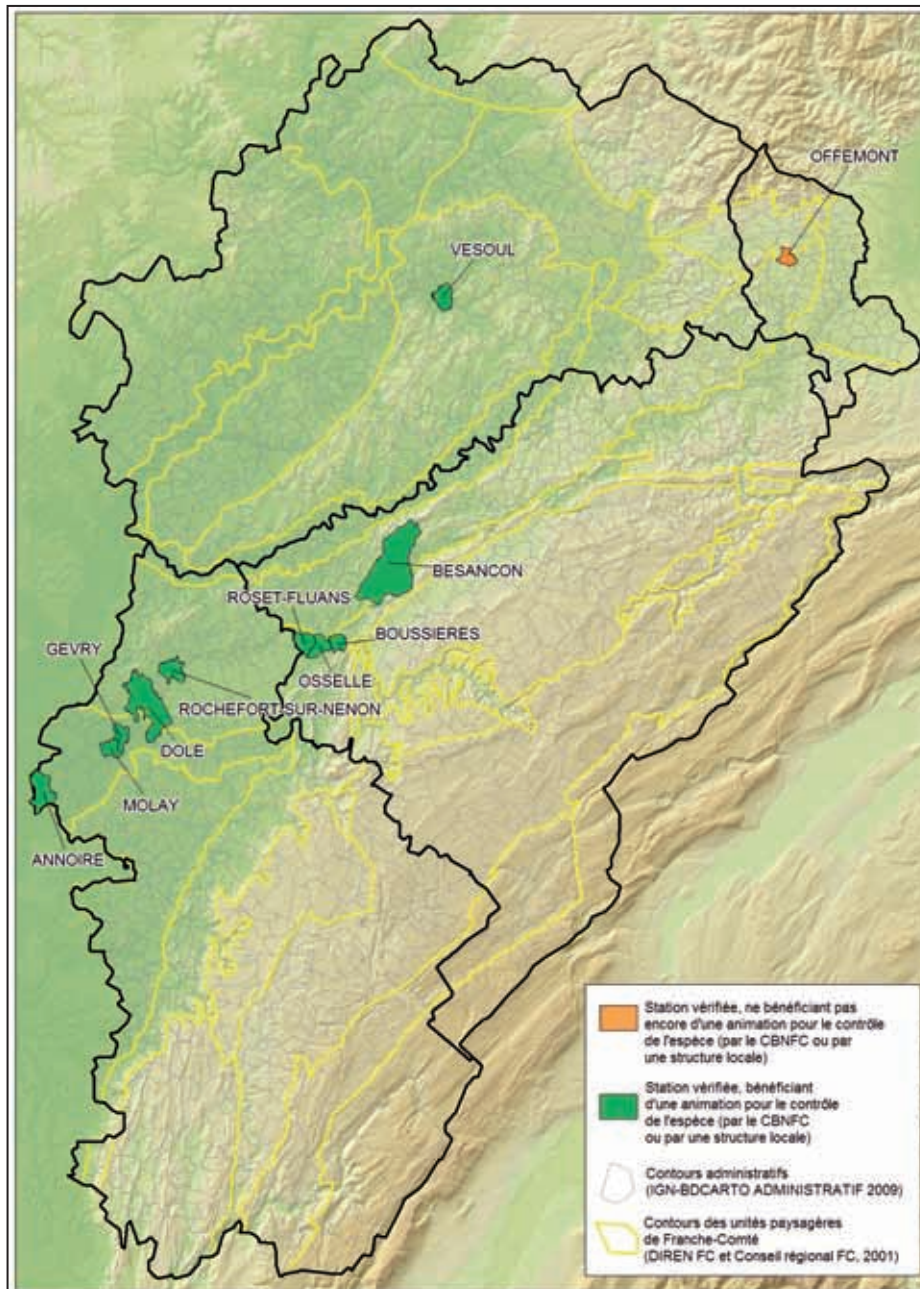 OFFEMONT
VESOUL
BESANCON
ROSET-FLUANS
BOUSSIERES
GEVRY
OSSELLE
ROCHEFORT-SUR-NENON
DOLE
MOLAY
ANNOIRE
Station vérifiée, ne bénéficiant pas
encore d'une animation pour le contrôle
de l'espèce (par le CBNFC ou par
une structure locale)
Station vérifiée, bénéficiant
d'une animation pour le contrôle
de l'espèce (par le CBNFC
ou par une structure locale)
Contours administratifs
(IGN-BDCARTO ADMINISTRATIF 2009)
Contours des unités paysagères
de Franche-Comté
(DIREN FC et Conseil régional FC, 2001)